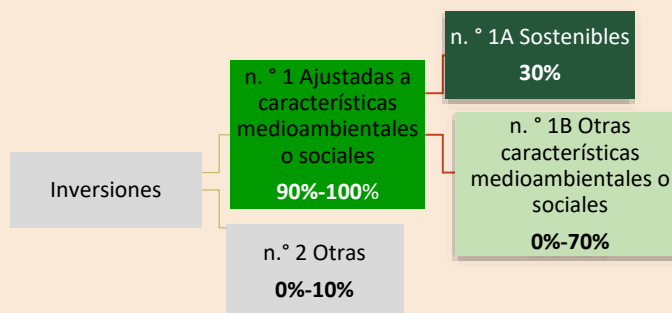 Inversiones
n. ° 1 Ajustadas a
características
medioambientales
o sociales
90%-100%
n.° 2 Otras
0%-10%
n. ° 1A Sostenibles
30%
n. ° 1B Otras
características
medioambientales o
sociales
0%-70%